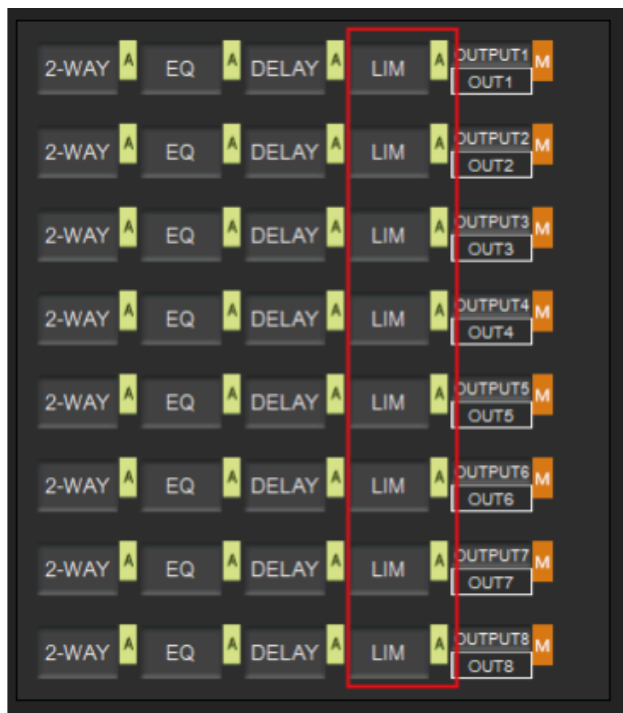 2-WAY A EQ A DELAY A LIM A OUTPUT1 M
OUT1
2-WAY A EQ A DELAY A LIM A OUTPUT2 M
OUT2
2-WAY A EQ A DELAY A LIM A OUTPUT3 M
OUT3
2-WAY A EQ A DELAY A LIM A OUTPUT4 M
OUT4
2-WAY A EQ A DELAY A LIM A OUTPUT5 M
OUT5
2-WAY A EQ A DELAY A LIM A OUTPUT6 M
OUT6
2-WAY A EQ A DELAY A LIM A OUTPUT7 M
OUT7
2-WAY A EQ A DELAY A LIM A OUTPUT8 M
OUT8